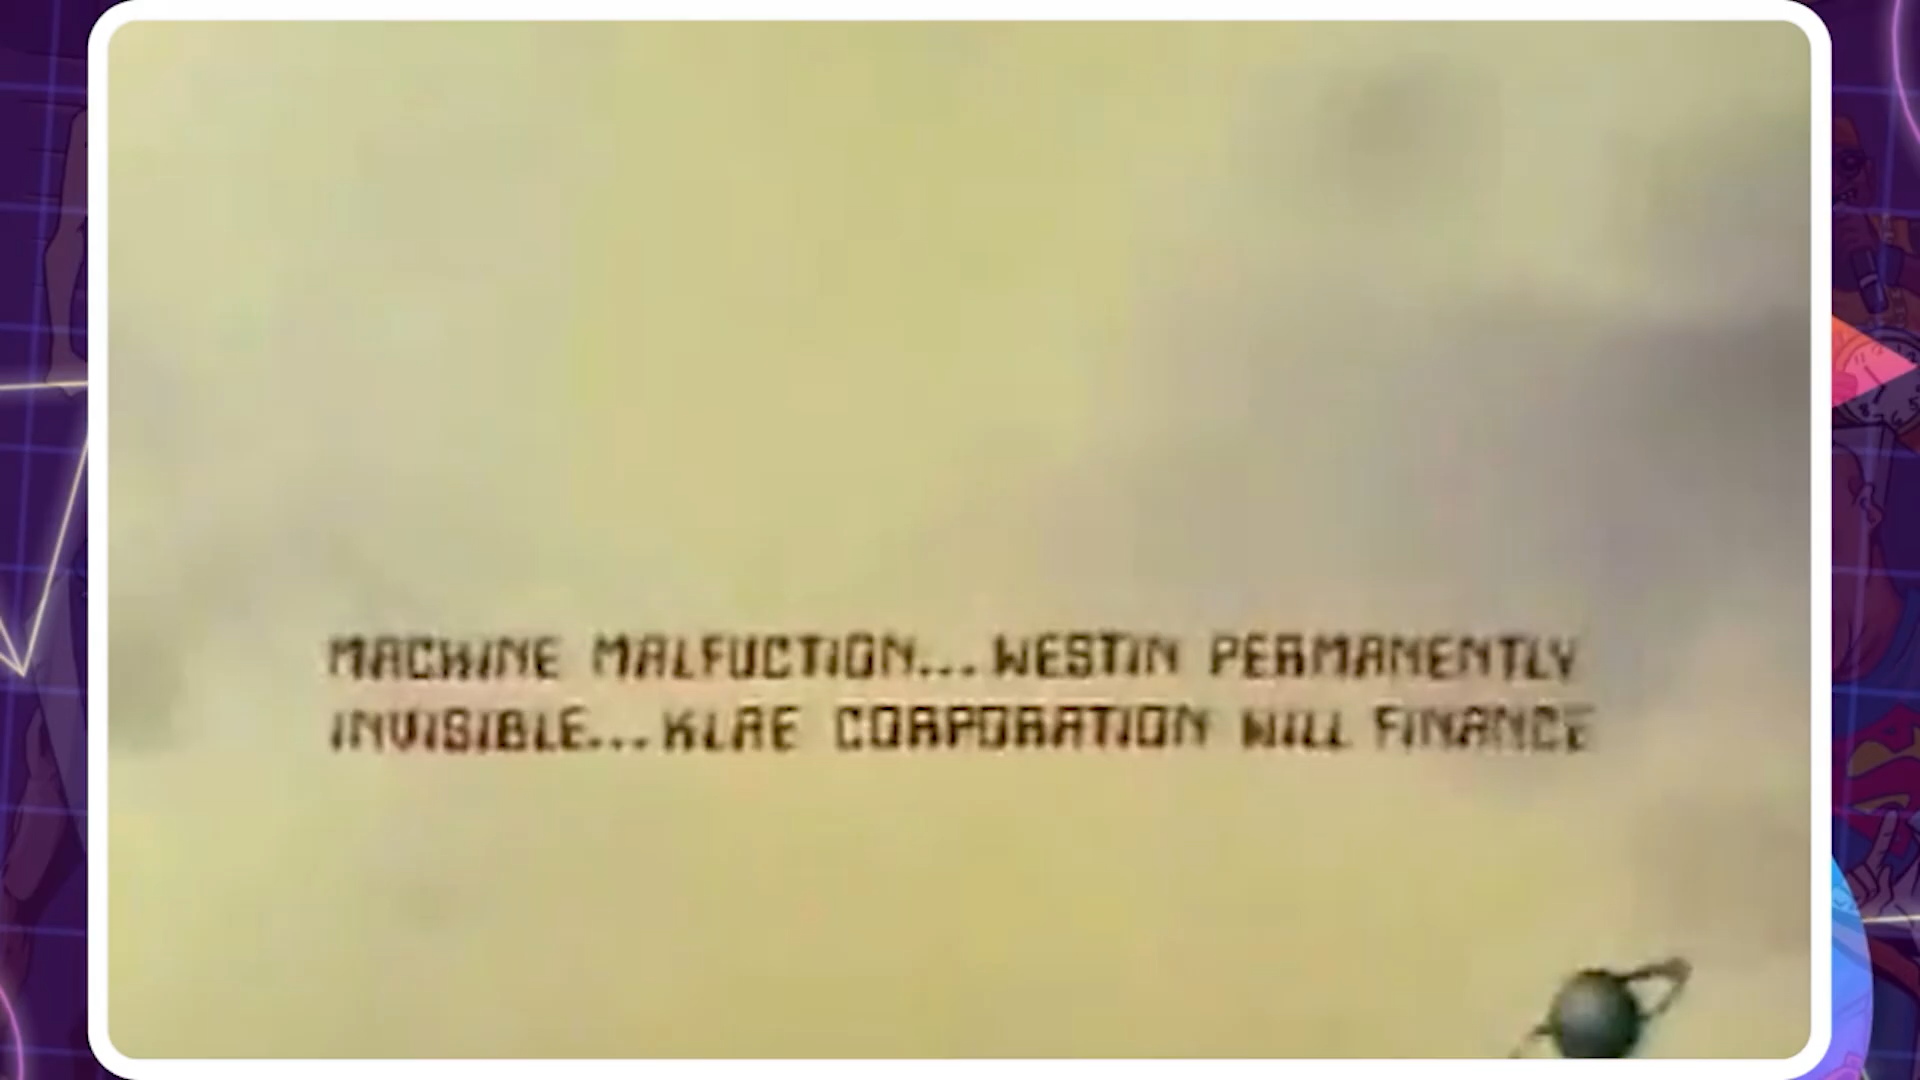 MACHINE MALFUCTION... WESTIN PERMANENTLY
INVISIBLE... KLAE CORPORATION WILL FINANCE